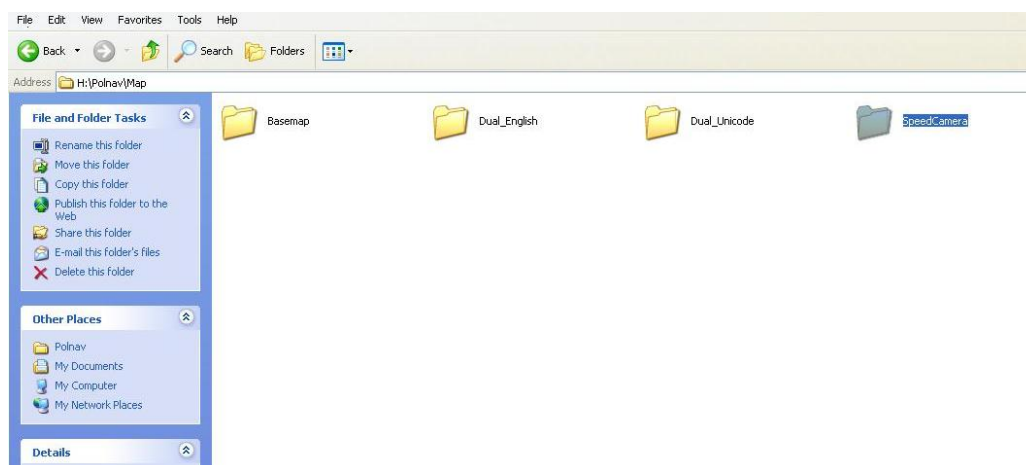 File Edit View Favorites Tools Help
Back Search Folders
Address H:\Polnav\Map
File and Folder Tasks
Rename this folder
Move this folder
Copy this folder
Publish this folder to the
Web
Share this folder
E-mail this folder's files
Delete this folder
Other Places
Polnav
My Documents
My Computer
My Network Places
Details
Basemap Dual_English Dual_Unicode SpeedCamera